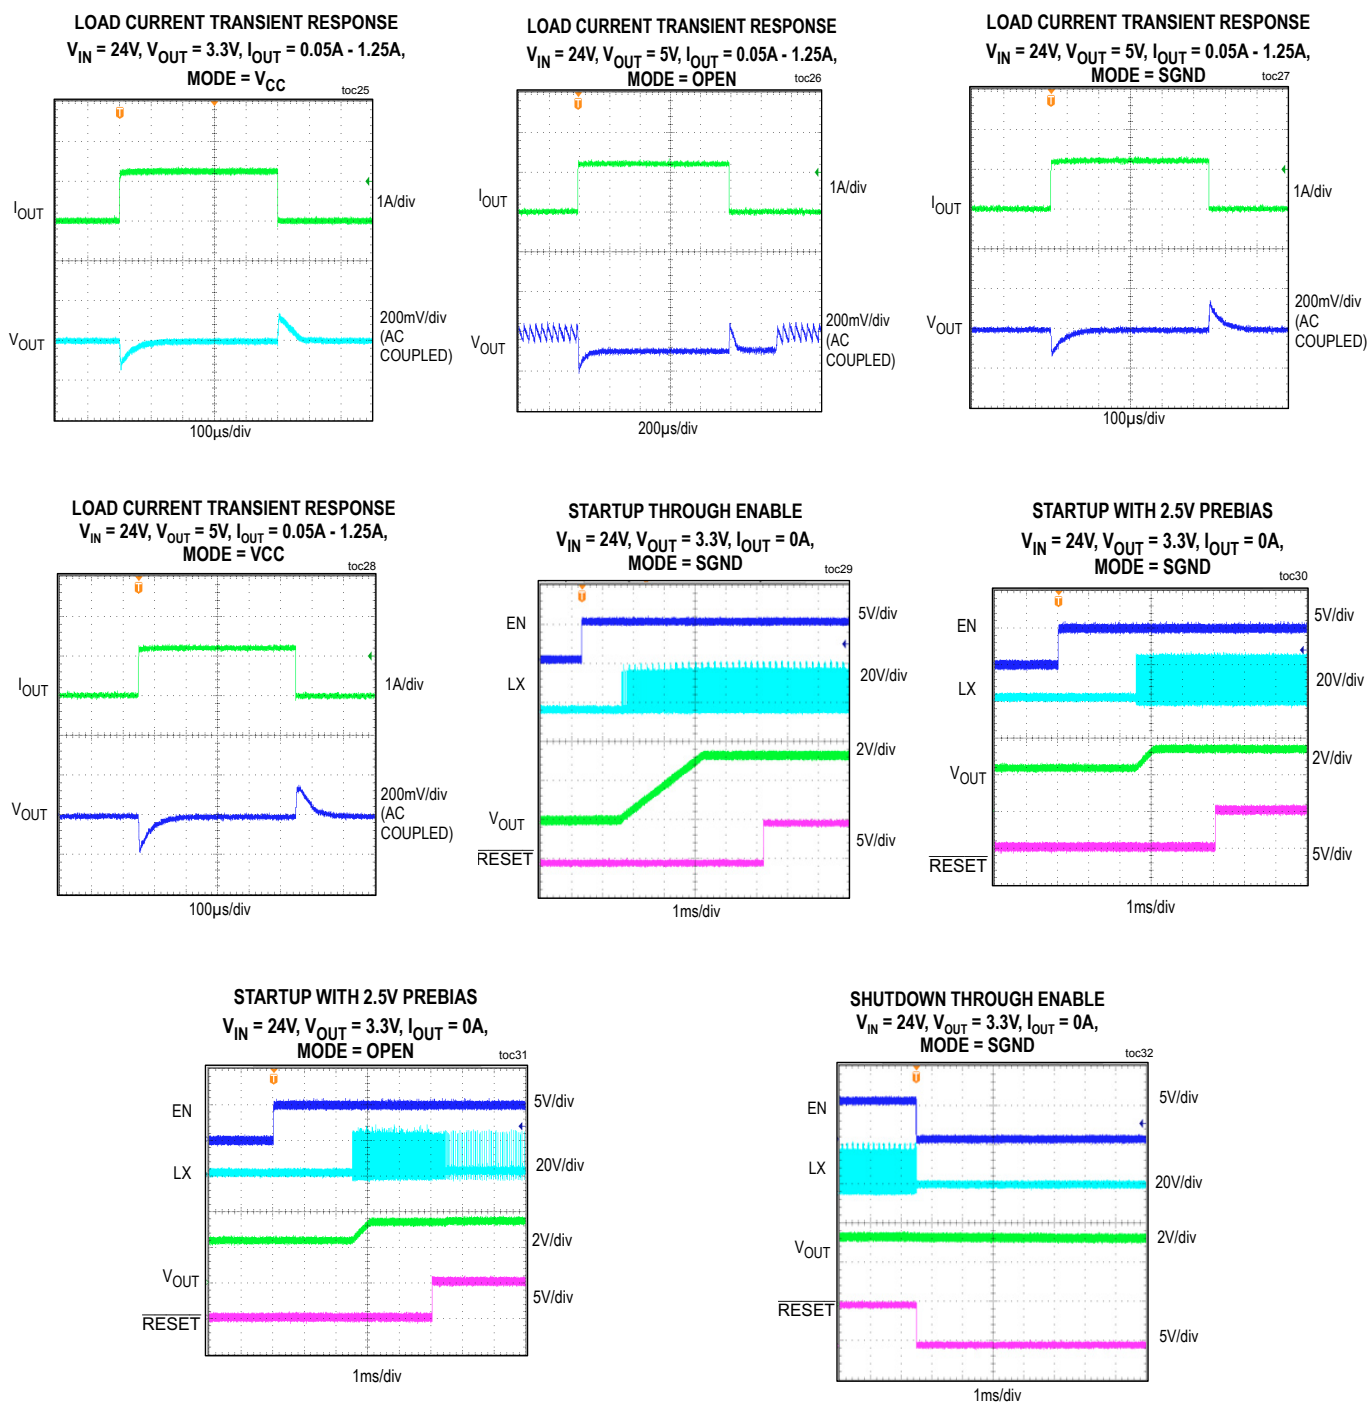 LOAD CURRENT TRANSIENT RESPONSE
VIN = 24V, VOUT = 3.3V, IOUT = 0.05A - 1.25A,
MODE = VCC
toc25
T
IOUT
1A/div
VOUT
200mV/div
(AC
COUPLED)
100µs/div
LOAD CURRENT TRANSIENT RESPONSE
VIN = 24V, VOUT = 5V, IOUT = 0.05A - 1.25A,
MODE = OPEN
toc26
T
IOUT
1A/div
VOUT
200mV/div
(AC
COUPLED)
200µs/div
LOAD CURRENT TRANSIENT RESPONSE
VIN = 24V, VOUT = 5V, IOUT = 0.05A - 1.25A,
MODE = SGND
toc27
T
IOUT
1A/div
VOUT
200mV/div
(AC
COUPLED)
100µs/div
LOAD CURRENT TRANSIENT RESPONSE
VIN = 24V, VOUT = 5V, IOUT = 0.05A - 1.25A,
MODE = VCC
toc28
T
IOUT
1A/div
VOUT
200mV/div
(AC
COUPLED)
100µs/div
STARTUP THROUGH ENABLE
VIN = 24V, VOUT = 3.3V, IOUT = 0A,
MODE = SGND
toc29
T
EN
5V/div
LX
20V/div
2V/div
VOUT
5V/div
RESET
1ms/div
STARTUP WITH 2.5V PREBIAS
VIN = 24V, VOUT = 3.3V, IOUT = 0A,
MODE = SGND
toc30
T
5V/div
EN
LX
20V/div
2V/div
VOUT
5V/div
RESET
1ms/div
STARTUP WITH 2.5V PREBIAS
VIN = 24V, VOUT = 3.3V, IOUT = 0A,
MODE = OPEN
toc31
T
5V/div
EN
LX
20V/div
2V/div
VOUT
5V/div
RESET
1ms/div
SHUTDOWN THROUGH ENABLE
VIN = 24V, VOUT = 3.3V, IOUT = 0A,
MODE = SGND
toc32
T
5V/div
EN
LX
20V/div
2V/div
VOUT
RESET
5V/div
1ms/div